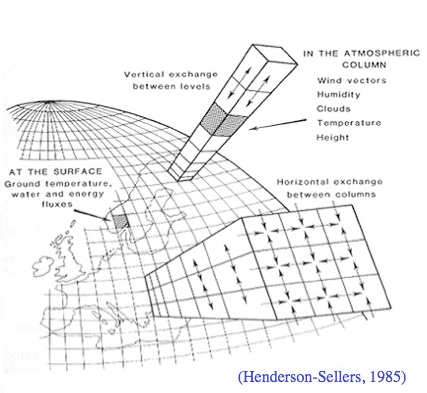 IN THE ATMOSPHERIC
COLUMN
Wind vectors
Humidity
Clouds
Temperature
Height
Vertical exchange
between levels
AT THE SURFACE
Ground temperature,
water and energy
fluxes
Horizontal exchange
between columns
(Henderson-Sellers, 1985)